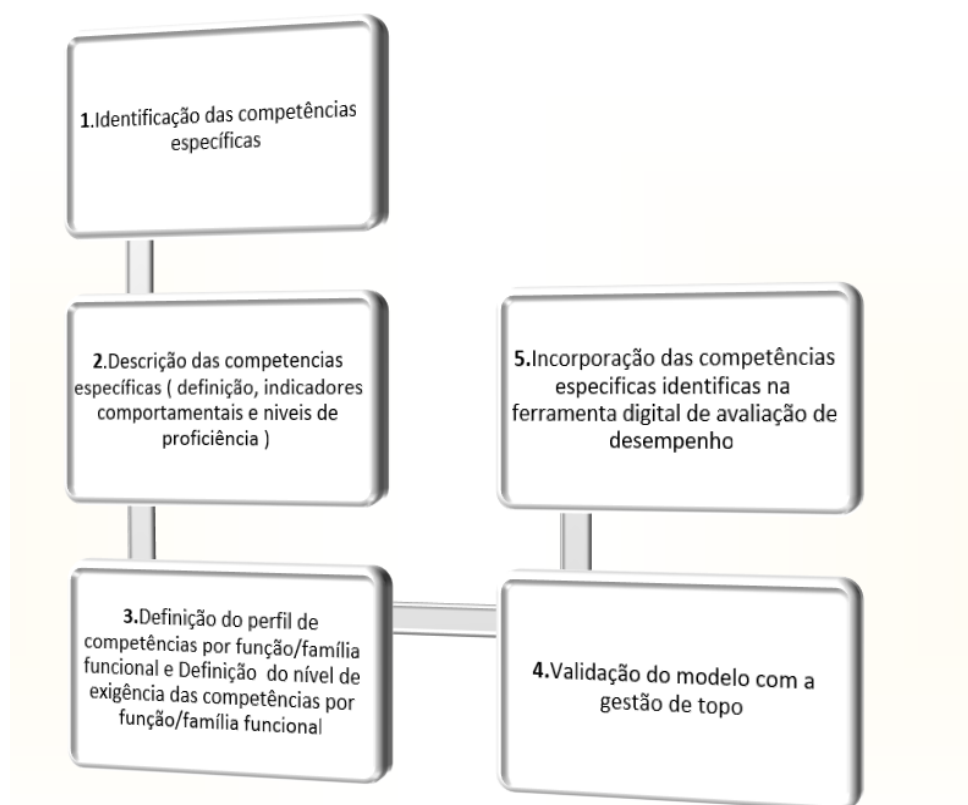 1.Identificação das competências
específicas
2.Descrição das competencias
específicas ( definição, indicadores
comportamentais e niveis de
proficiência )
3.Definição do perfil de
competências por função/família
funcional e Definição do nível de
exigência das competências por
função/família funcional
4.Validação do modelo com a
gestão de topo
5.Incorporação das competências
especificas identificas na
ferramenta digital de avaliação de
desempenho